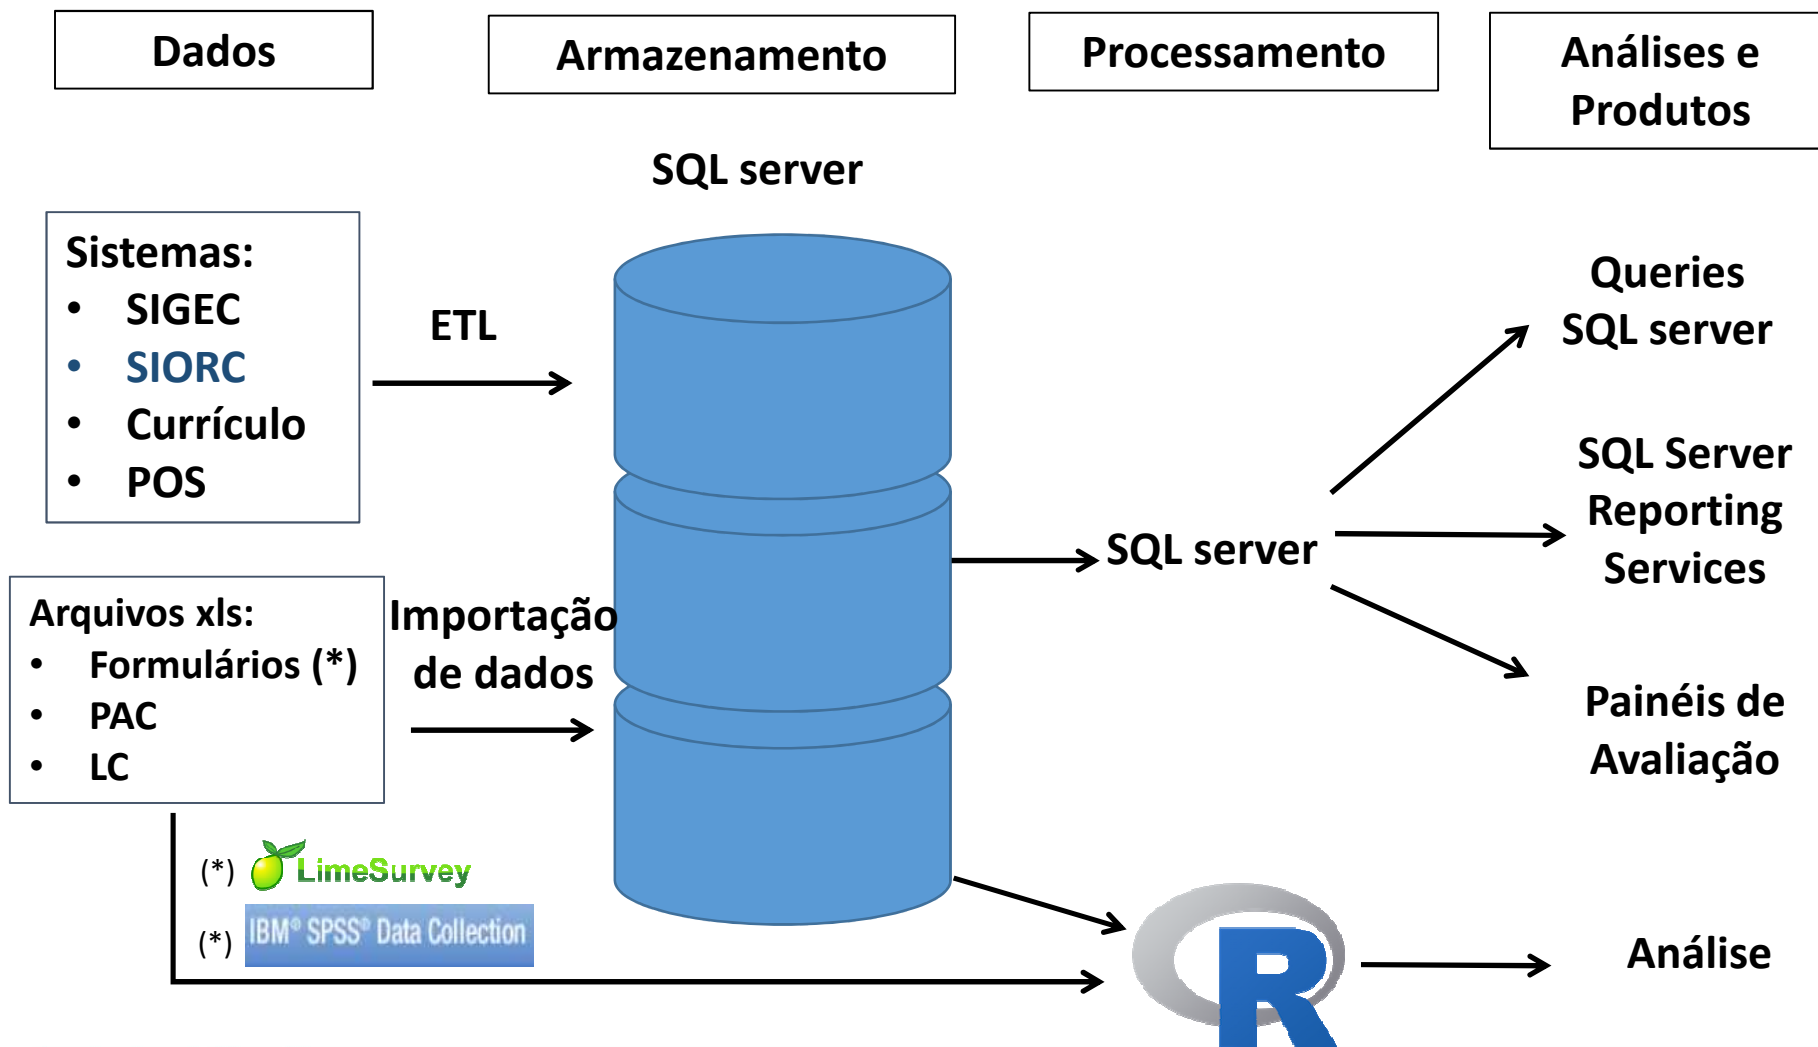 Dados
Armazenamento
Processamento
Análises e
Produtos
SQL server
Sistemas:
• SIGEC
• SIORC
• Currículo
• POS
ETL
Arquivos xls:
• Formulários (*)
• PAC
• LC
Importação
de dados
(*) LimeSurvey
(*) IBM® SPSS® Data Collection
SQL server
Queries
SQL server
SQL Server
Reporting
Services
Painéis de
Avaliação
R
Análise